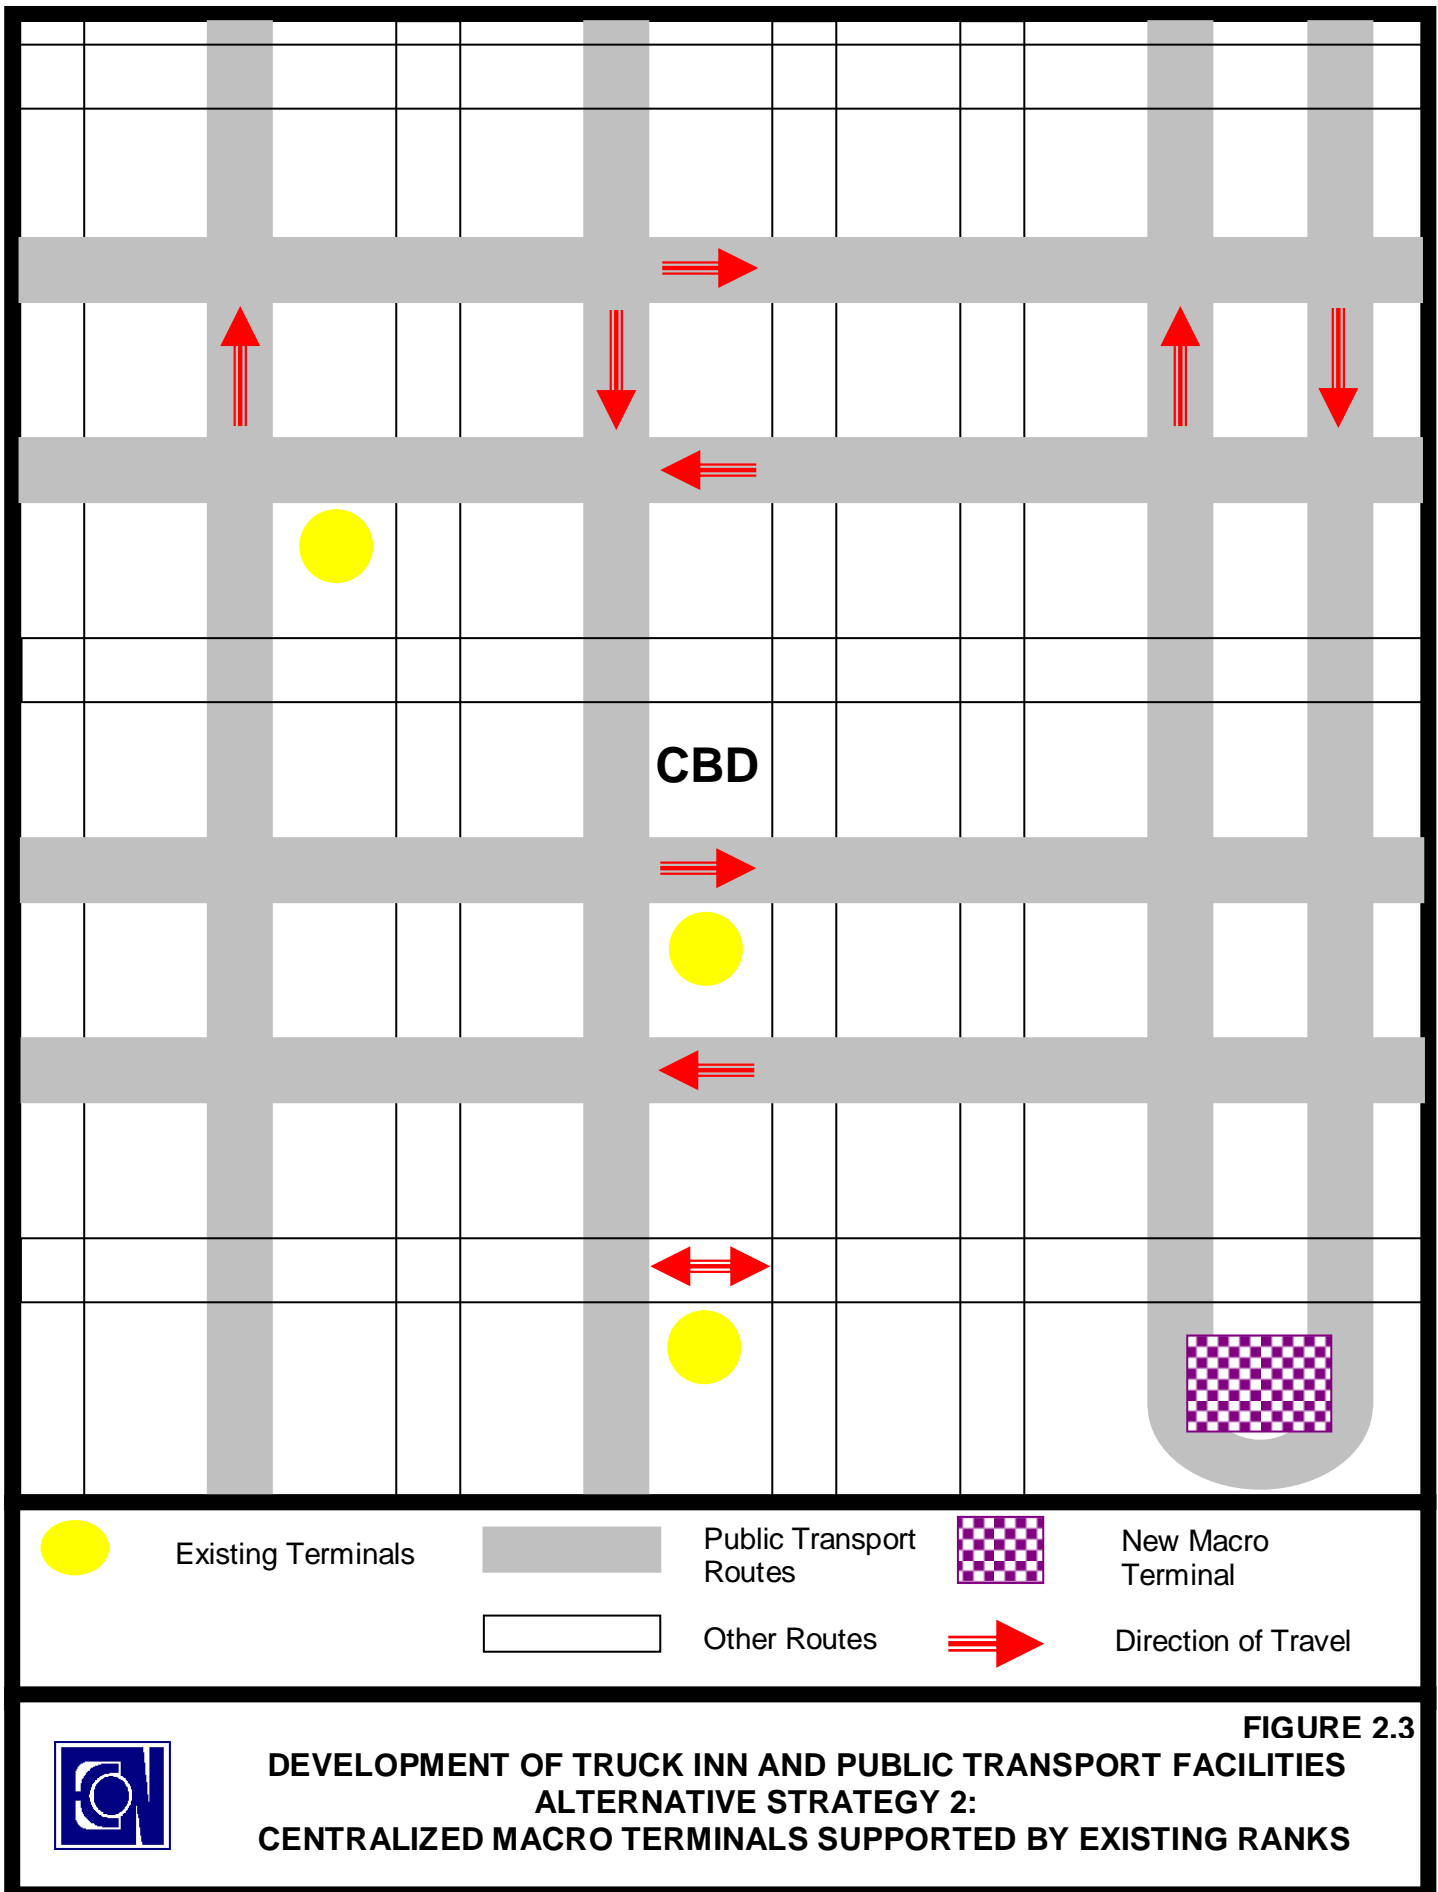 CBD
Existing Terminals
Public Transport
Routes
New Macro
Terminal
Other Routes
Direction of Travel
FIGURE 2.3
DEVELOPMENT OF TRUCK INN AND PUBLIC TRANSPORT FACILITIES
ALTERNATIVE STRATEGY 2:
CENTRALIZED MACRO TERMINALS SUPPORTED BY EXISTING RANKS